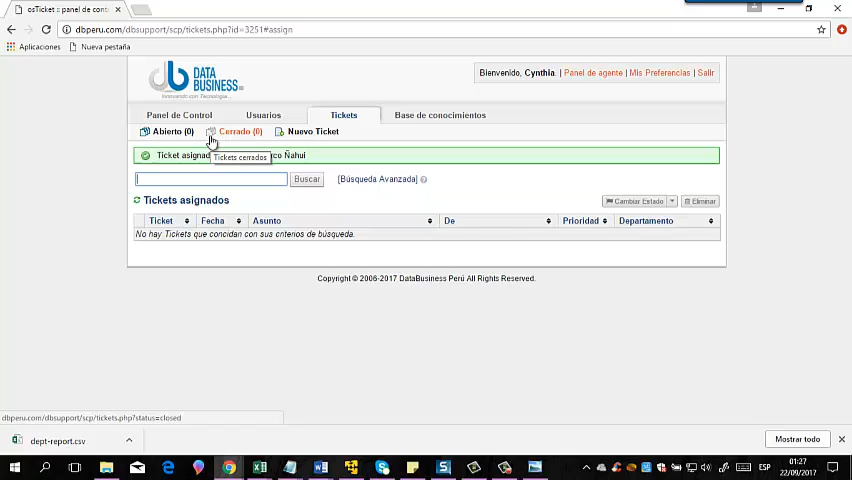 osTicket :: panel de cont
dbperu.com/dbsupport/scp/tickets.php?id=3251#assign
Aplicaciones
Nueva pestaña
DATA
BUSINESS
Innovando con Tecnología...
Bienvenido, Cynthia. | Panel de agente | Mis Preferencias | Salir
Panel de Control
Usuarios
Tickets
Base de conocimientos
Abierto (0)
Cerrado (0)
Nuevo Ticket
Ticket asignad
rco Ñahui
Tickets cerrados
Buscar
[Búsqueda Avanzada]
Tickets asignados
Cambiar Estado
Eliminar
Ticket
Fecha
Asunto
De
Prioridad
Departamento
No hay Tickets que concidan con sus criterios de búsqueda.
Copyright © 2006-2017 DataBusiness Perú All Rights Reserved.
dbperu.com/dbsupport/scp/tickets.php?status=closed
dept-report.csv
Mostrar todo
ESP
01:27
22/09/2017